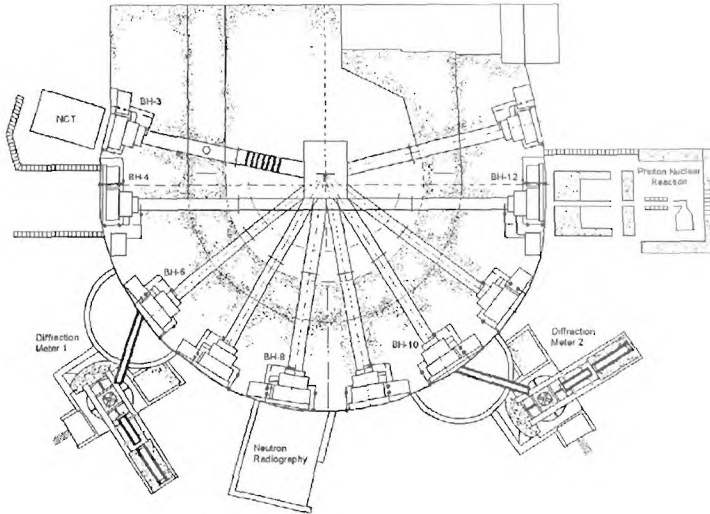 BH-3
NCT
BH-4
BH-12
Photon Nuclear
Reaction
BH-6
Diffraction
Meter 1
BH-8
BH-10
Diffraction
Meter 2
Neutron
Radiography